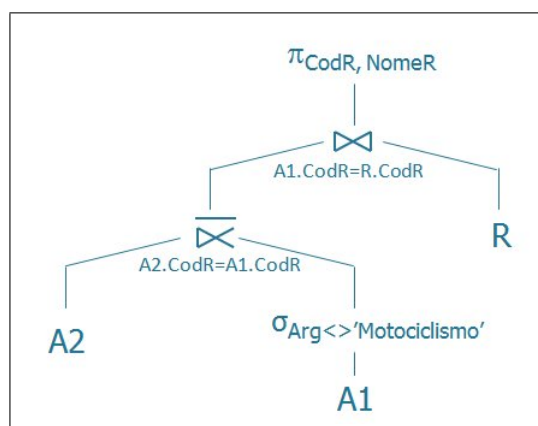 πCodR, NomeR
⋈
A1.CodR=R.CodR
R
A2.CodR=A1.CodR
A2
σArg<>’Motociclismo’
A1